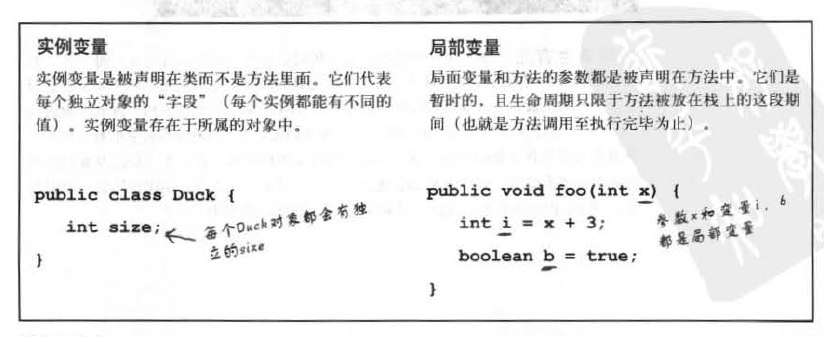 实例变量
实例变量是被声明在类而不是方法里面。它们代表
每个独立对象的“字段”（每个实例都能有不同的
值）。实例变量存在于所属的对象中。
public class Duck {
int size;
每个Duck对象都会有独
立的size
}
局部变量
局面变量和方法的参数都是被声明在方法中。它们是
暂时的，且生命周期只限于方法被放在栈上的这段期
间（也就是方法调用至执行完毕为止）。
public void foo(int x) {
int i = x + 3;
boolean b = true;
参数x和变量i、b
都是局部变量
}